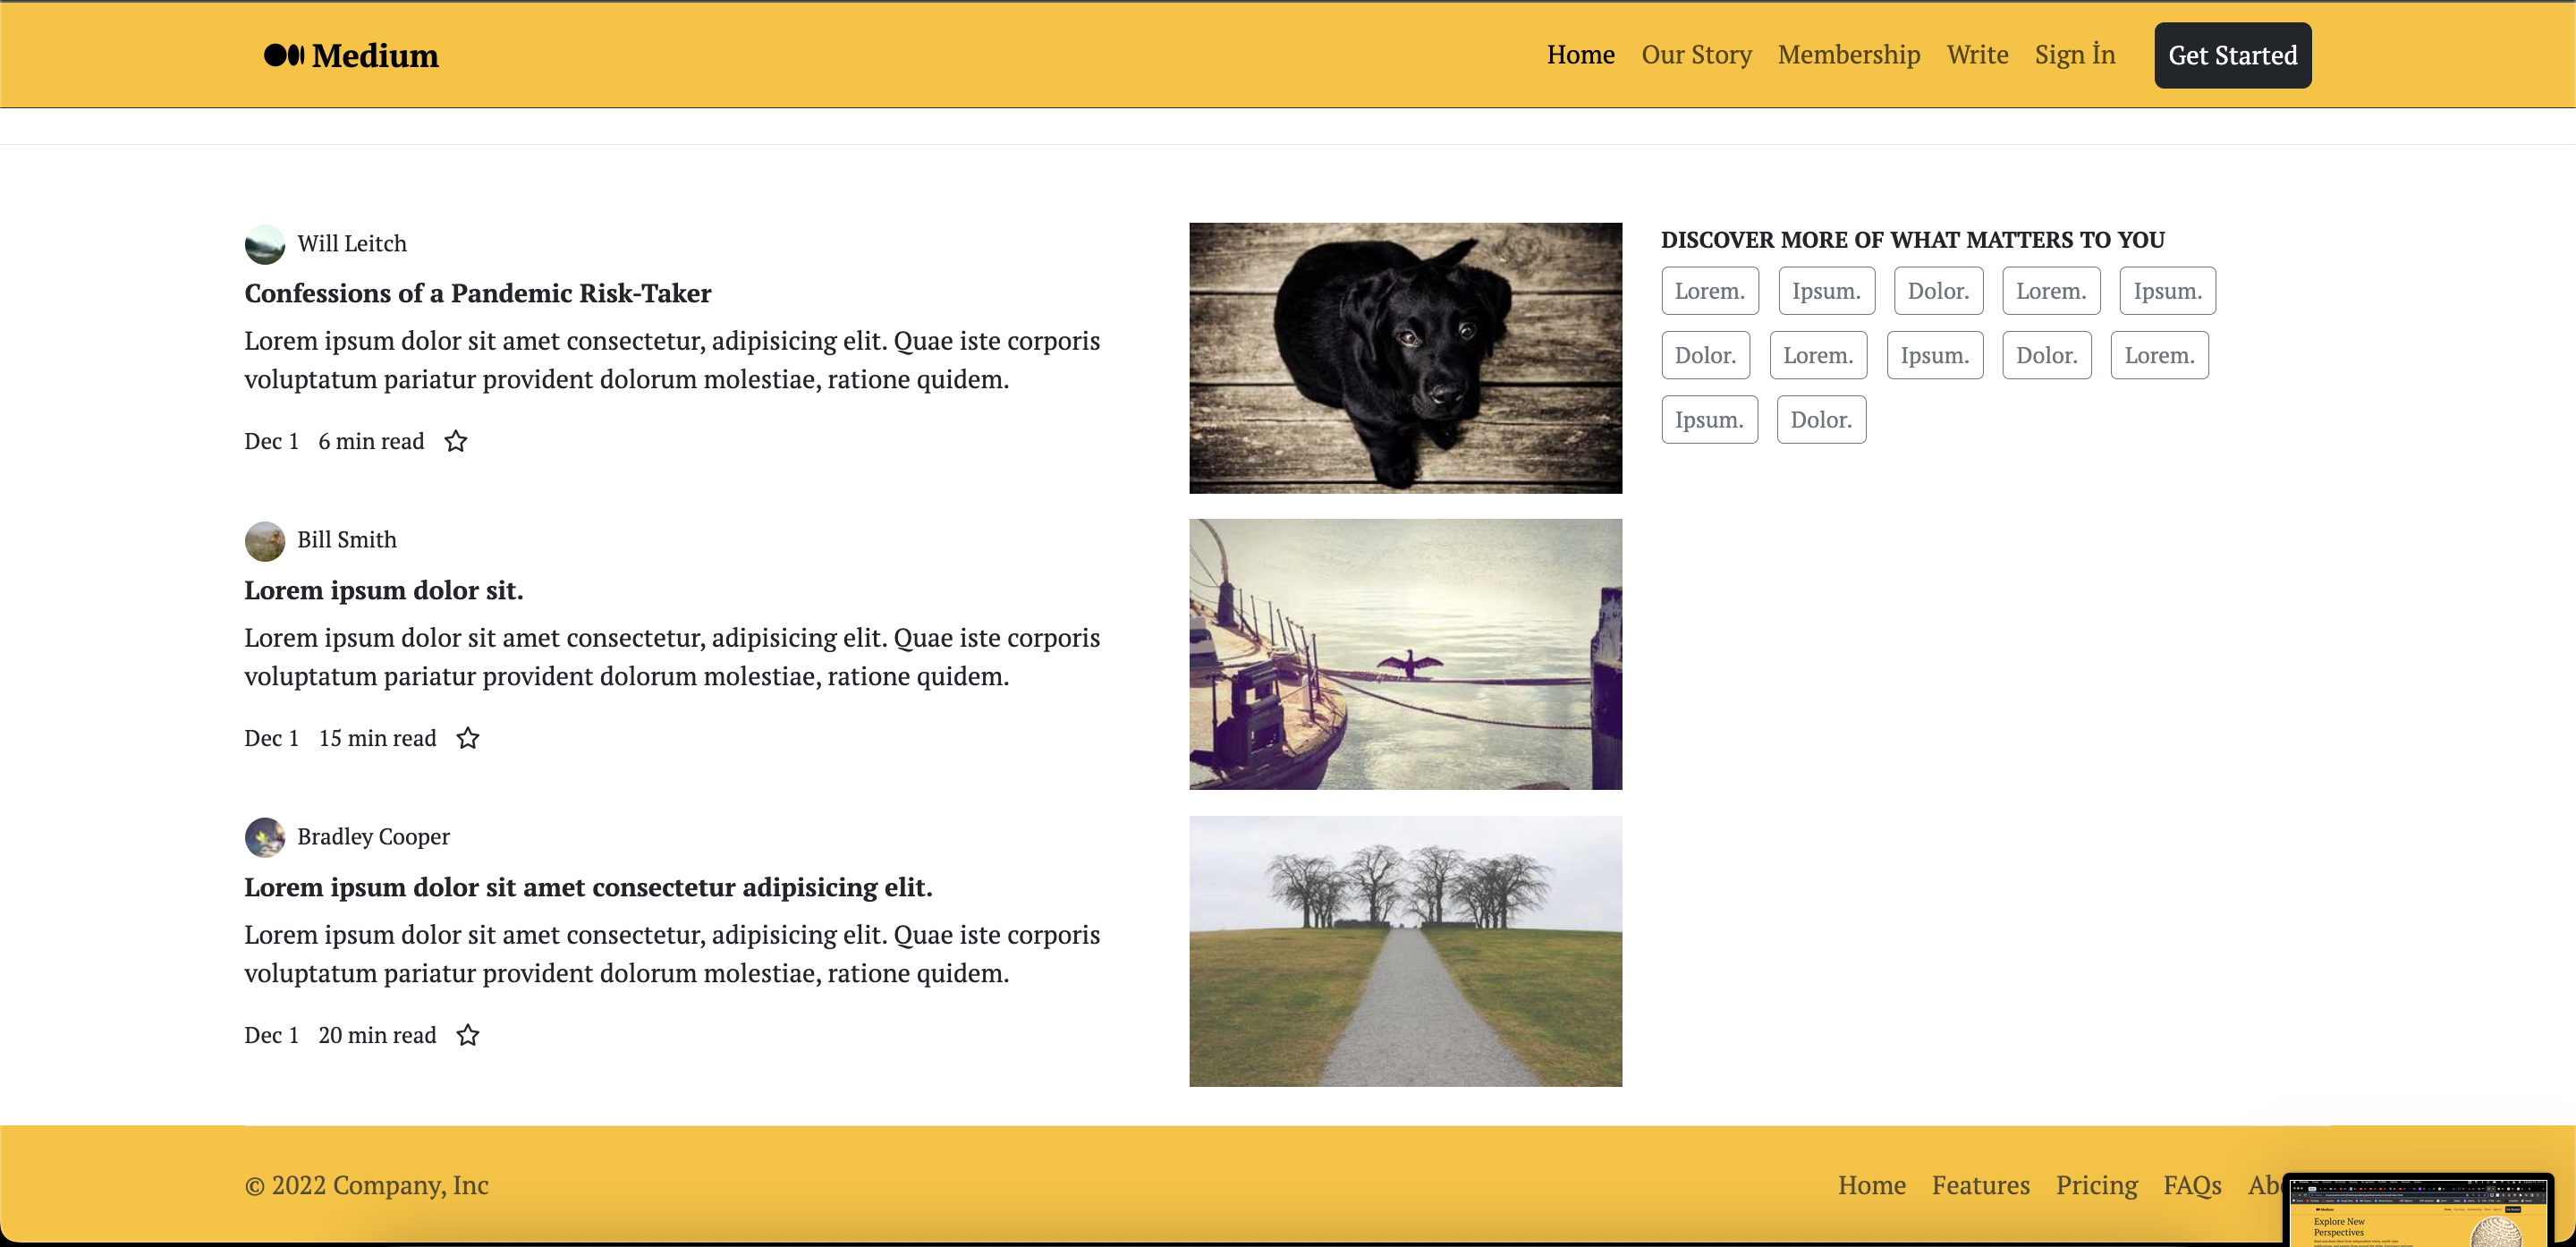 Medium
Home Our Story Membership Write Sign İn Get Started
Will Leitch
Confessions of a Pandemic Risk-Taker
Lorem ipsum dolor sit amet consectetur, adipisicing elit. Quae iste corporis
voluptatum pariatur provident dolorum molestiae, ratione quidem.
Dec 1 6 min read
Bill Smith
Lorem ipsum dolor sit.
Lorem ipsum dolor sit amet consectetur, adipisicing elit. Quae iste corporis
voluptatum pariatur provident dolorum molestiae, ratione quidem.
Dec 1 15 min read
Bradley Cooper
Lorem ipsum dolor sit amet consectetur adipisicing elit.
Lorem ipsum dolor sit amet consectetur, adipisicing elit. Quae iste corporis
voluptatum pariatur provident dolorum molestiae, ratione quidem.
Dec 1 20 min read
DISCOVER MORE OF WHAT MATTERS TO YOU
Lorem. Ipsum. Dolor. Lorem. Ipsum.
Dolor. Lorem. Ipsum. Dolor. Lorem.
Ipsum. Dolor.
© 2022 Company, Inc
Home Features Pricing FAQs
Explore New
Perspectives